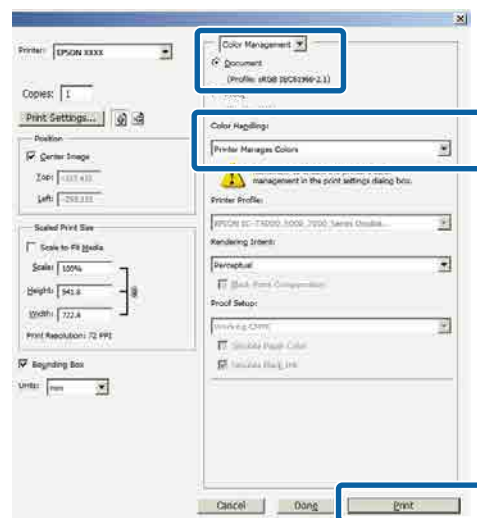 Printer: EPSON XXXX
Copies: 1
Print Settings...
Position
Center Image
Top:
Left:
Scaled Print Size
Scale to Fit Media
Scale: 100%
Height: 541.8
Width: 722.4
Print Resolution: 72 PPI
Bounding Box
Units: mm
Color Management
Document
(Profile: sRGB IEC61966-2.1)
Color Handling:
Printer Manages Colors
management in the print settings dialog box.
Printer Profile:
Rendering Intent:
Perceptual
Black Point Compensation
Proof Setup:
Working CMYK
Simulate Paper Color
Simulate Black Ink
Cancel
Done
Print